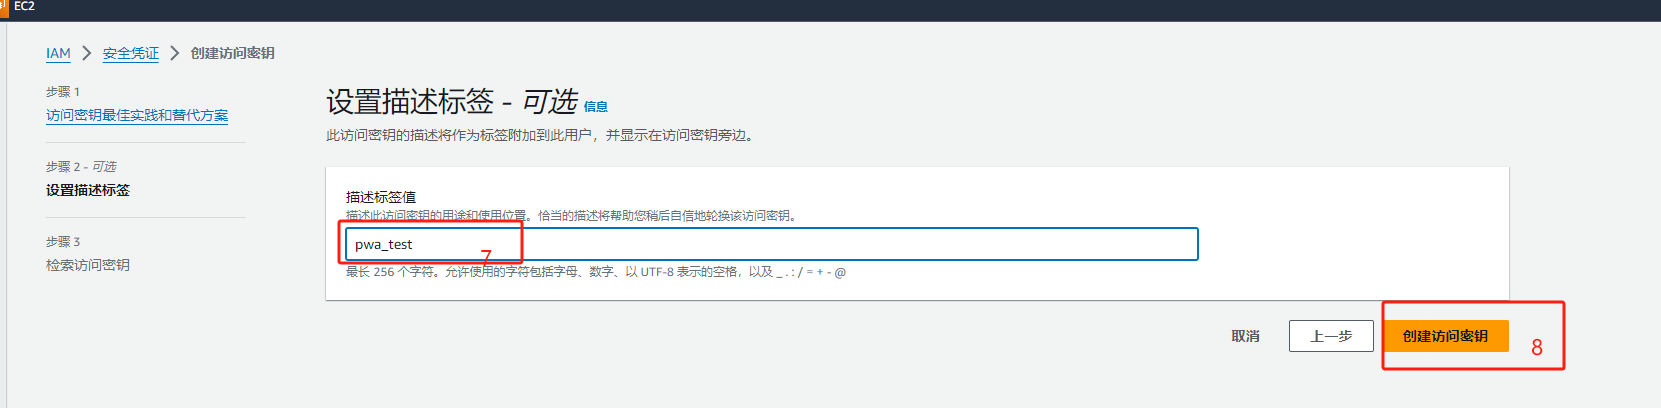 EC2
IAM > 安全凭证 > 创建访问密钥
步骤 1
访问密钥最佳实践和替代方案
步骤 2 - 可选
设置描述标签
步骤 3
检索访问密钥
设置描述标签 - 可选 信息
此访问密钥的描述将作为标签附加到此用户，并显示在访问密钥旁边。
描述标签值
描述此访问密钥的用途和使用位置。恰当的描述将帮助您稍后自信地轮换该访问密钥。
pwa_test
7
最长 256 个字符。允许使用的字符包括字母、数字、以 UTF-8 表示的空格，以及 _ . : / = + - @
取消 上一步 创建访问密钥 8